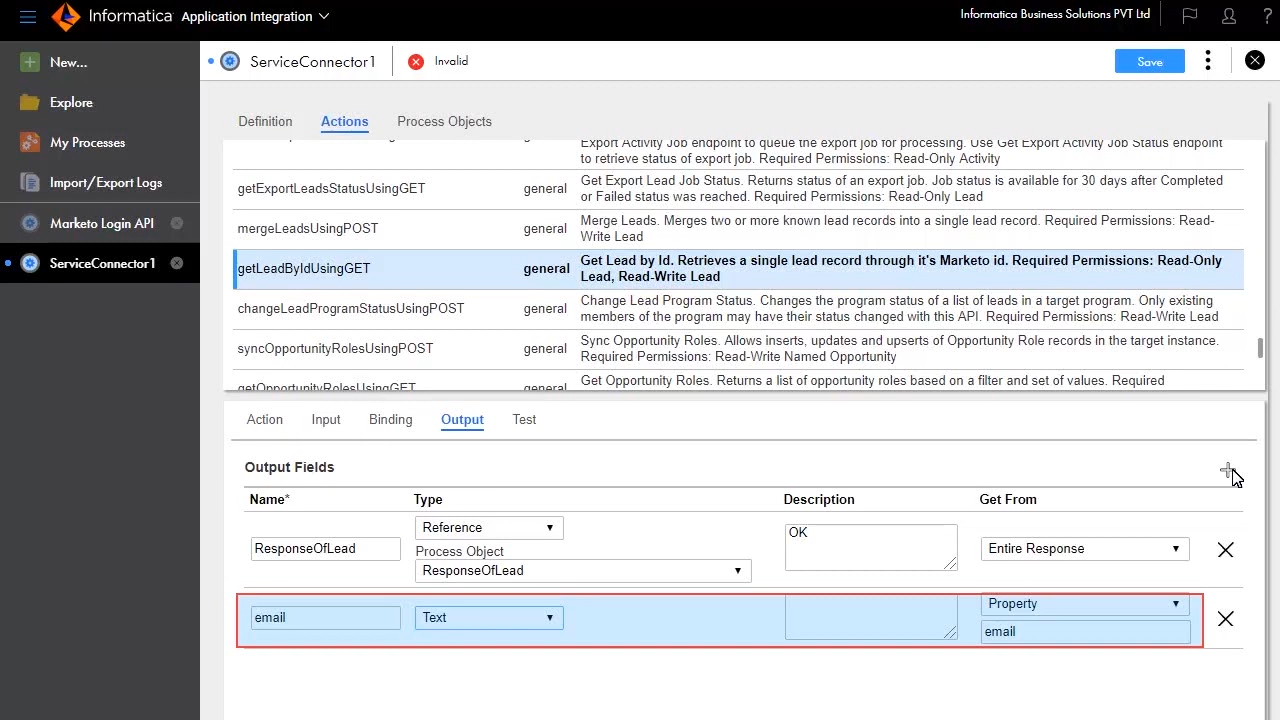 Informatica Application Integration
Informatica Business Solutions PVT Ltd
?
New...
Explore
My Processes
Import/Export Logs
Marketo Login API
ServiceConnector1
ServiceConnector1 Invalid
Save
Definition Actions Process Objects
Export Activity Job endpoint to queue the export job for processing. Use Get Export Activity Job Status endpoint
to retrieve status of export job. Required Permissions: Read-Only Activity
getExportLeadsStatusUsingGET general Get Export Lead Job Status. Returns status of an export job. Job status is available for 30 days after Completed
or Failed status was reached. Required Permissions: Read-Only Lead
mergeLeadsUsingPOST general Merge Leads. Merges two or more known lead records into a single lead record. Required Permissions: Read-
Write Lead
getLeadByIdUsingGET general Get Lead by Id. Retrieves a single lead record through it's Marketo id. Required Permissions: Read-Only
Lead, Read-Write Lead
changeLeadProgramStatusUsingPOST general Change Lead Program Status. Changes the program status of a list of leads in a target program. Only existing
members of the program may have their status changed with this API. Required Permissions: Read-Write Lead
syncOpportunityRolesUsingPOST general Sync Opportunity Roles. Allows inserts, updates and upserts of Opportunity Role records in the target instance.
Required Permissions: Read-Write Named Opportunity
getOpportunityRolesUsingGET general Get Opportunity Roles. Returns a list of opportunity roles based on a filter and set of values. Required
Action Input Binding Output Test
Output Fields
Name* Type Description Get From
ResponseOfLead Reference OK Entire Response
Process Object
ResponseOfLead
email Text Property
email